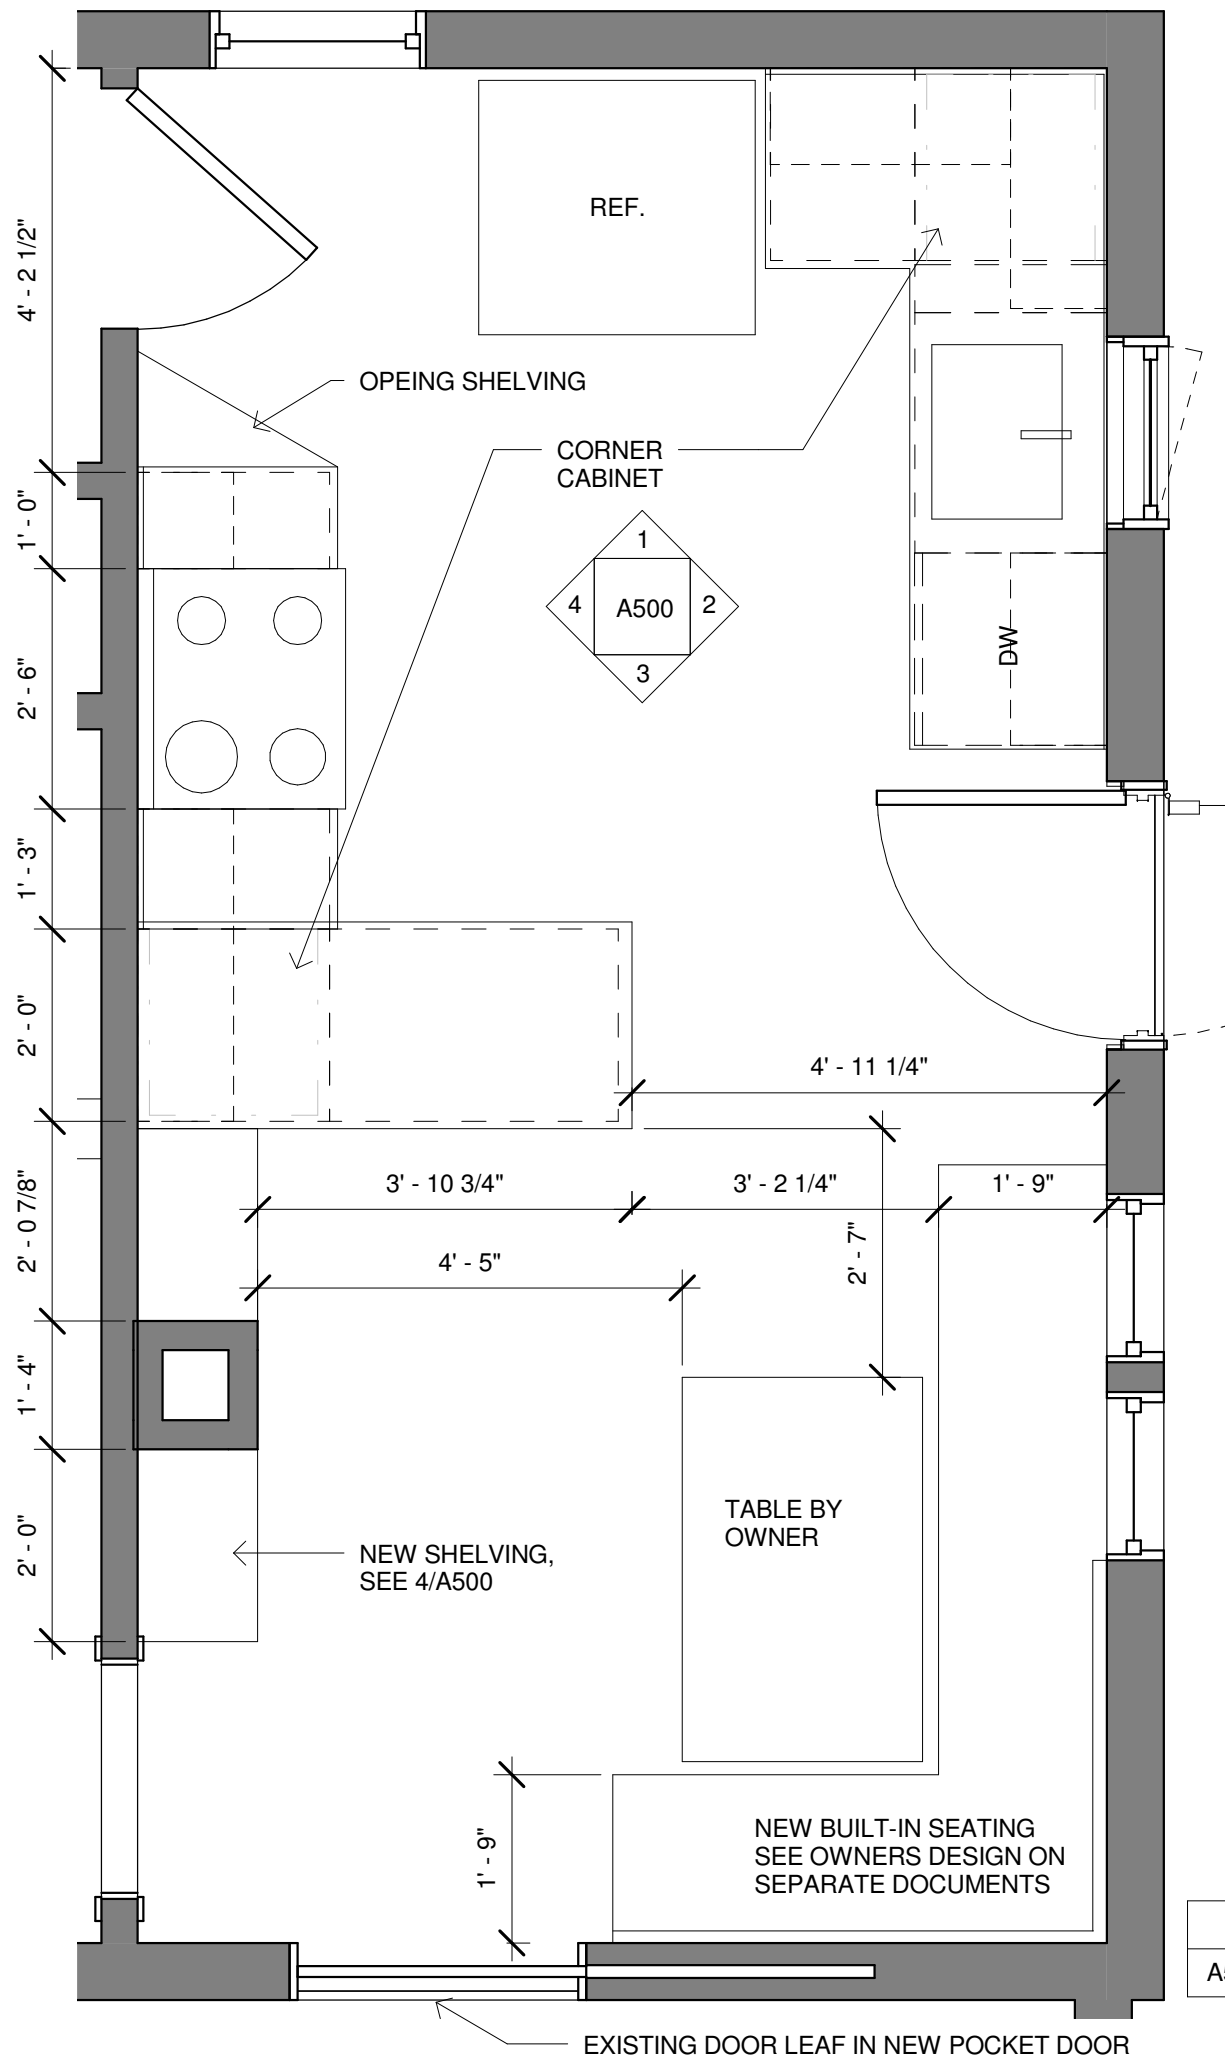 REF.
4' - 2 1/2"
OPEING SHELVING
CORNER
CABINET
1' - 0"
1
4
A500
2
3
DW
2' - 6"
1' - 3"
2' - 0"
4' - 11 1/4"
3' - 10 3/4"
3' - 2 1/4"
1' - 9"
2' - 0 7/8"
2' - 7"
4' - 5"
1' - 4"
TABLE BY
OWNER
2' - 0"
NEW SHELVING,
SEE 4/A500
NEW BUILT-IN SEATING
SEE OWNERS DESIGN ON
SEPARATE DOCUMENTS
1' - 9"
EXISTING DOOR LEAF IN NEW POCKET DOOR